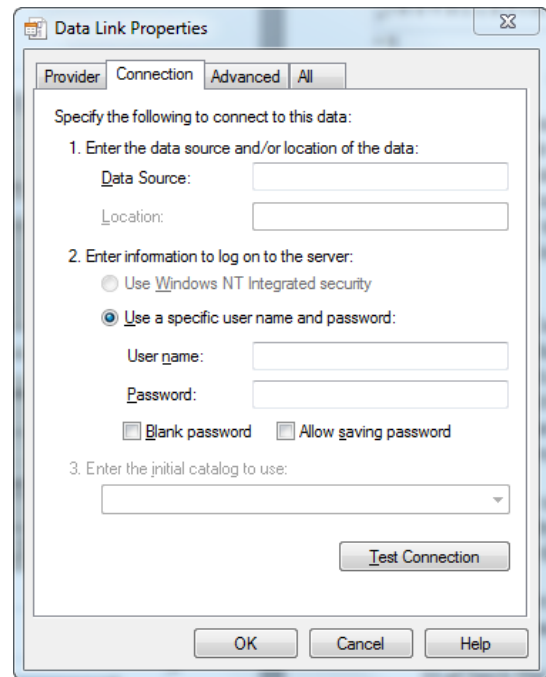 Data Link Properties
Provider Connection Advanced All
Specify the following to connect to this data:
1. Enter the data source and/or location of the data:
Data Source:
Location:
2. Enter information to log on to the server:
Use Windows NT Integrated security
Use a specific user name and password:
User name:
Password:
Blank password Allow saving password
3. Enter the initial catalog to use:
Test Connection
OK Cancel Help